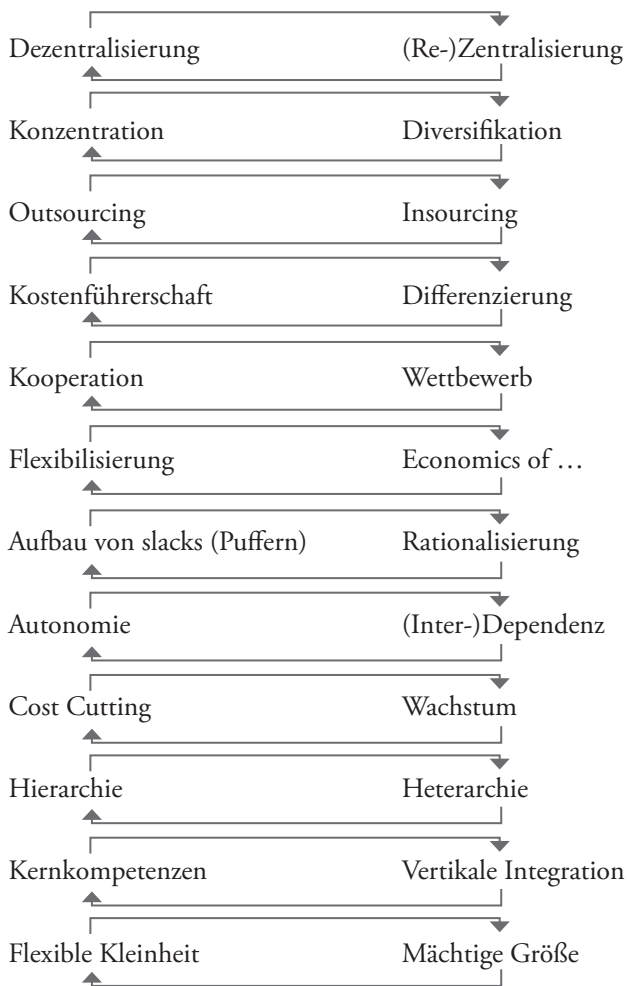 Dezentralisierung (Re-)Zentralisierung
Konzentration Diversifikation
Outsourcing Insourcing
Kostenführerschaft Differenzierung
Kooperation Wettbewerb
Flexibilisierung Economics of …
Aufbau von slacks (Puffern) Rationalisierung
Autonomie (Inter-)Dependenz
Cost Cutting Wachstum
Hierarchie Heterarchie
Kernkompetenzen Vertikale Integration
Flexible Kleinheit Mächtige Größe